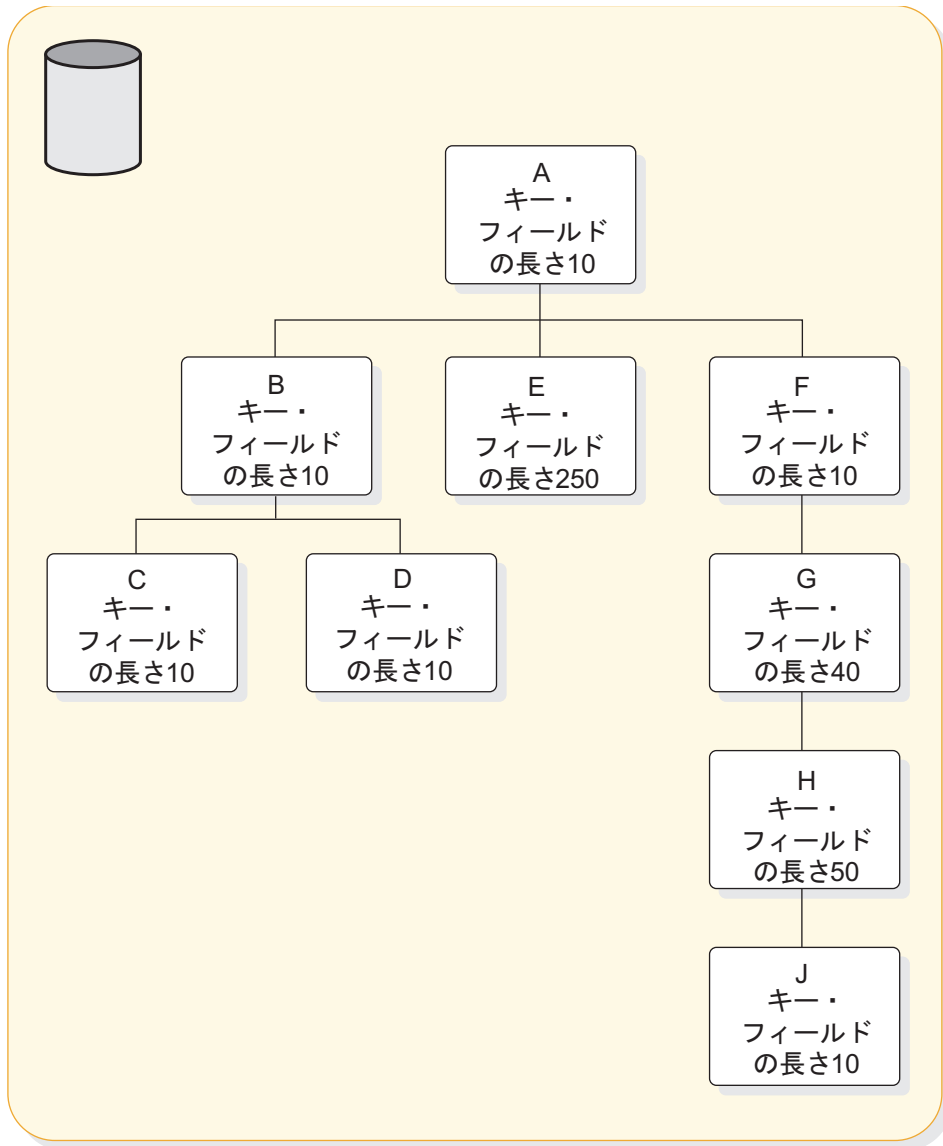 A
キー・
フィールド
の長さ10
B
キー・
フィールド
の長さ10
E
キー・
フィールド
の長さ250
F
キー・
フィールド
の長さ10
C
キー・
フィールド
の長さ10
D
キー・
フィールド
の長さ10
G
キー・
フィールド
の長さ40
H
キー・
フィールド
の長さ50
J
キー・
フィールド
の長さ10